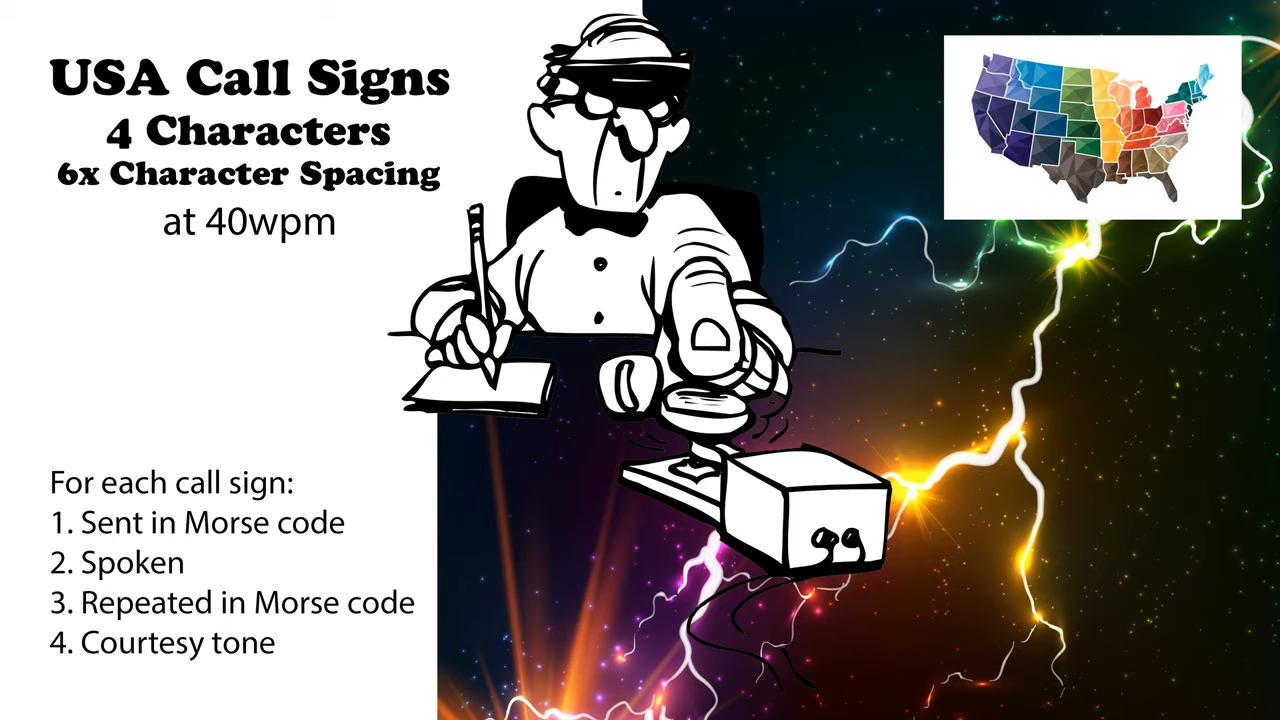 USA Call Signs
4 Characters
6x Character Spacing
at 40wpm
For each call sign:
1. Sent in Morse code
2. Spoken
3. Repeated in Morse code
4. Courtesy tone